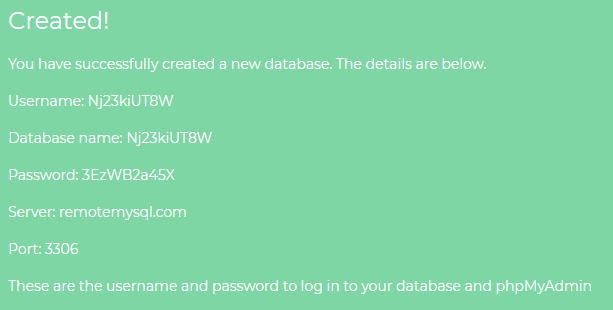 Created!
You have successfully created a new database. The details are below.
Username: Nj23kiUT8W
Database name: Nj23kiUT8W
Password: 3EzWB2a45X
Server: remotemysql.com
Port: 3306
These are the username and password to log in to your database and phpMyAdmin